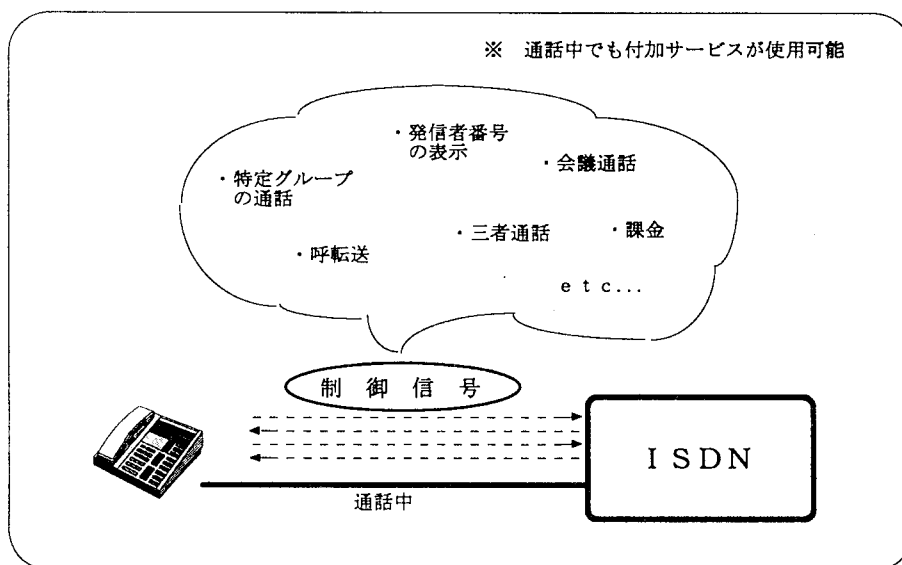 ※ 通話中でも付加サービスが使用可能
・発信者番号
の表示
・会議通話
・特定グループ
の通話
・三者通話
・課金
・呼転送
etc...
制御信号
ISDN
通話中